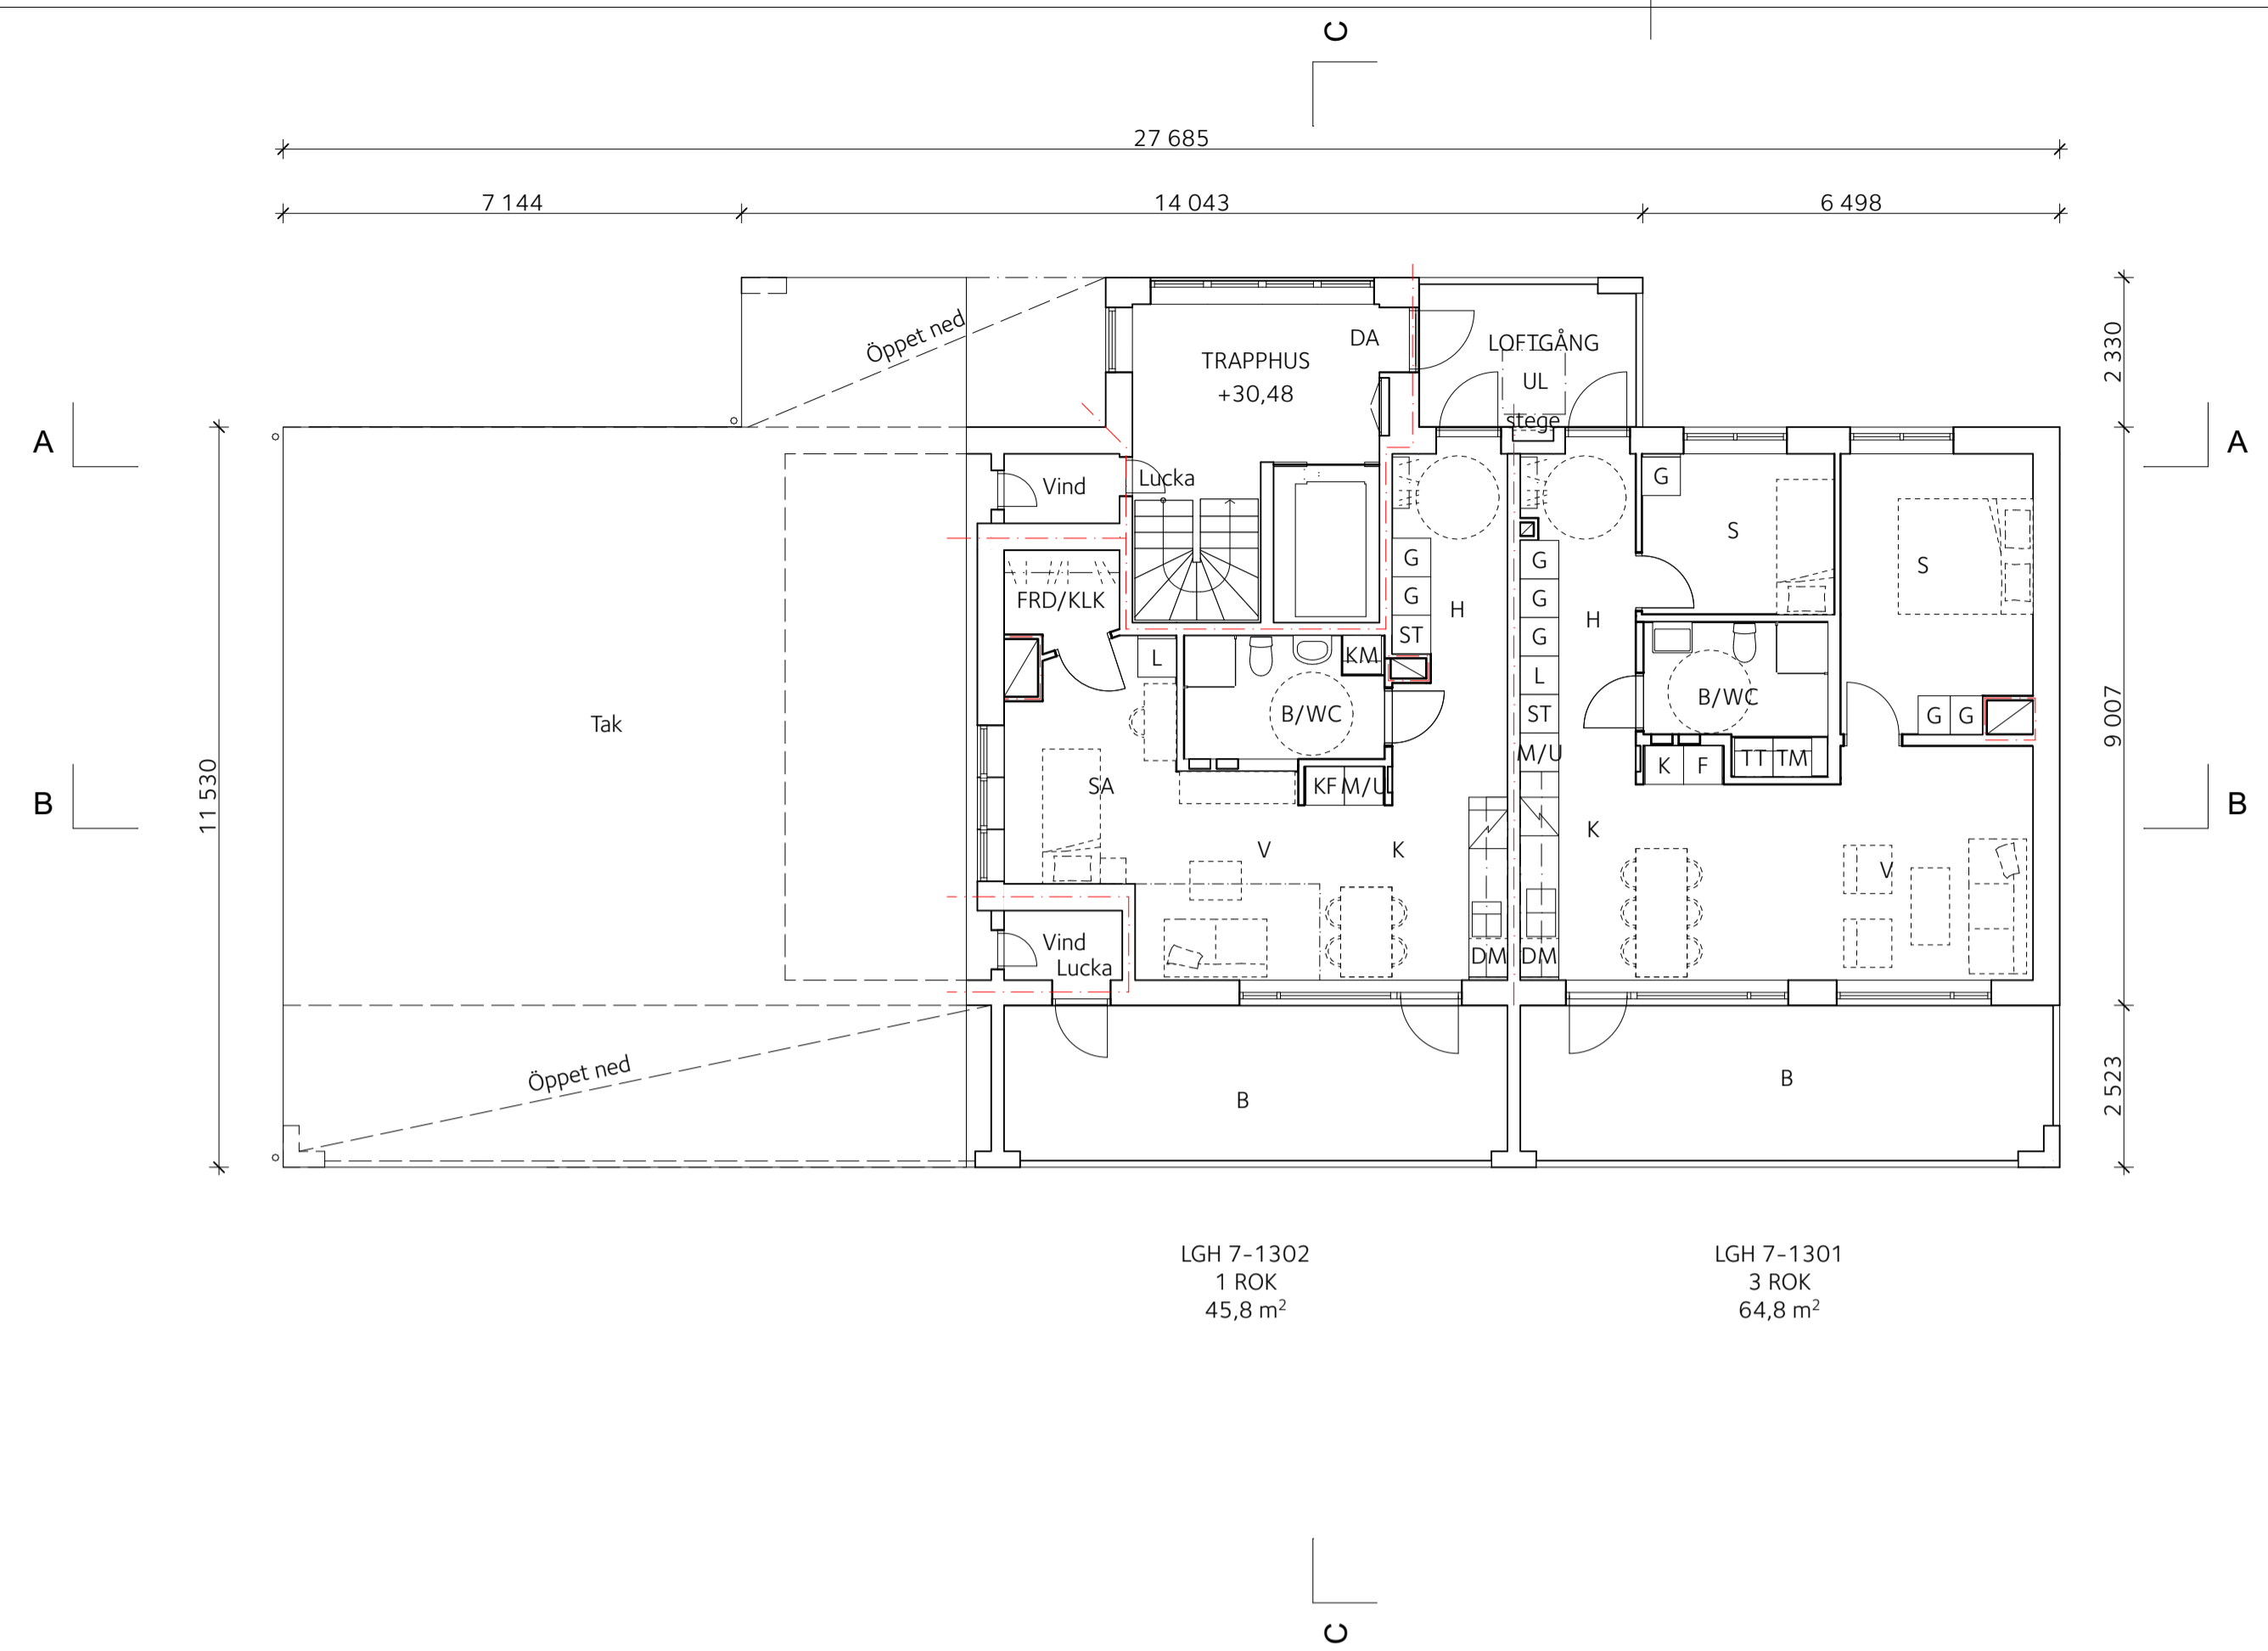 C
27 685
7 144
14 043
6 498
Öppet ned
DA
LOFTGÅNG
TRAPPHUS
+30,48
UL
stege
2 330
A
A
Vind
Lucka
G
S
S
G
G
FRD/KLK
G
G
H
H
ST
G
L
KM
L
B/WC
B/WC
ST
G
G
Tak
M/U
9 007
11 530
K
F
TT
TM
SA
KF
M/U
B
B
K
V
K
V
Vind
Lucka
DM
DM
Öppet ned
B
B
2 523
LGH 7-1302
1 ROK
45,8 m²
LGH 7-1301
3 ROK
64,8 m²
C